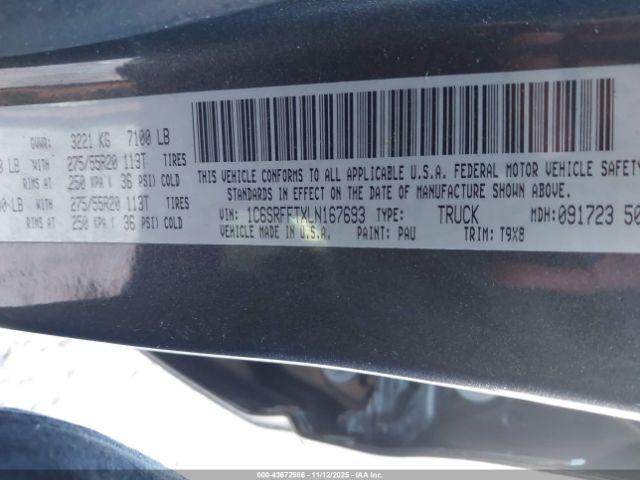 GVWR: 3221 KG 7100 LB
LB WITH 275/55R20 113T TIRES
RIMS AT 250 KPA ( 36 PSI) COLD
LB WITH 275/55R20 113T TIRES
RIMS AT 250 KPA ( 36 PSI) COLD
THIS VEHICLE CONFORMS TO ALL APPLICABLE U.S.A. FEDERAL MOTOR VEHICLE SAFETY
STANDARDS IN EFFECT ON THE DATE OF MANUFACTURE SHOWN ABOVE.
VIN: 1C6SRFFTXLN167693 TYPE: TRUCK MDH: 091723 50
VEHICLE MADE IN U.S.A. PAINT: PAU TRIM: T9X8
000-43672986 - 11/12/2025 - IAAI.COM